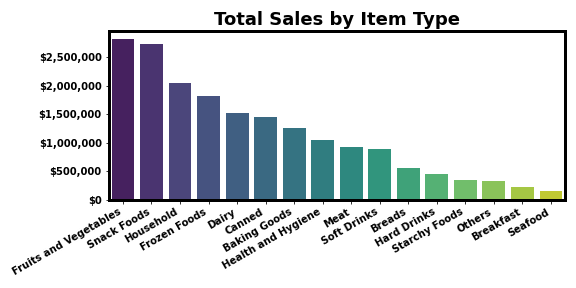 Total Sales by Item Type
$2,500,000
$2,000,000
$1,500,000
$1,000,000
$500,000
$0
Fruits and Vegetables
Snack Foods
Household
Frozen Foods
Dairy
Canned
Baking Goods
Health and Hygiene
Meat
Soft Drinks
Breads
Hard Drinks
Starchy Foods
Others
Breakfast
Seafood